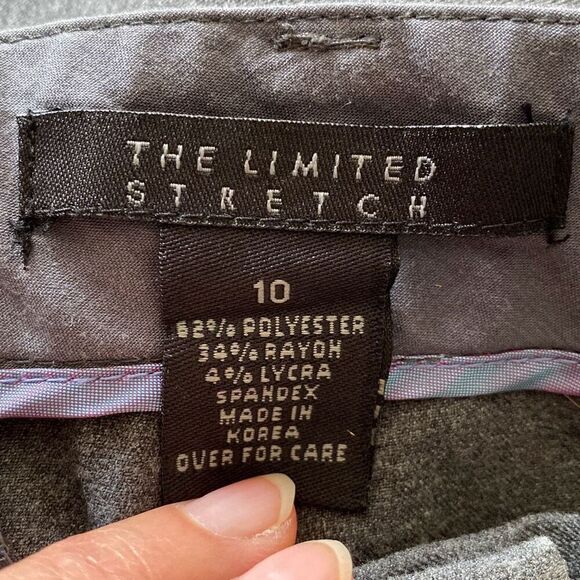 THE LIMITED
STRETCH
10
62% POLYESTER
34% RAYON
4% LYCRA
SPANDEX
MADE IN
KOREA
OVER FOR CARE